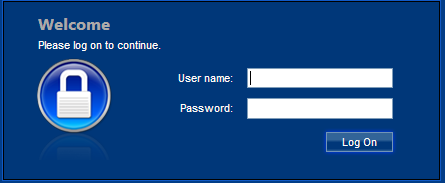 Welcome
Please log on to continue.
User name:
Password:
Log On